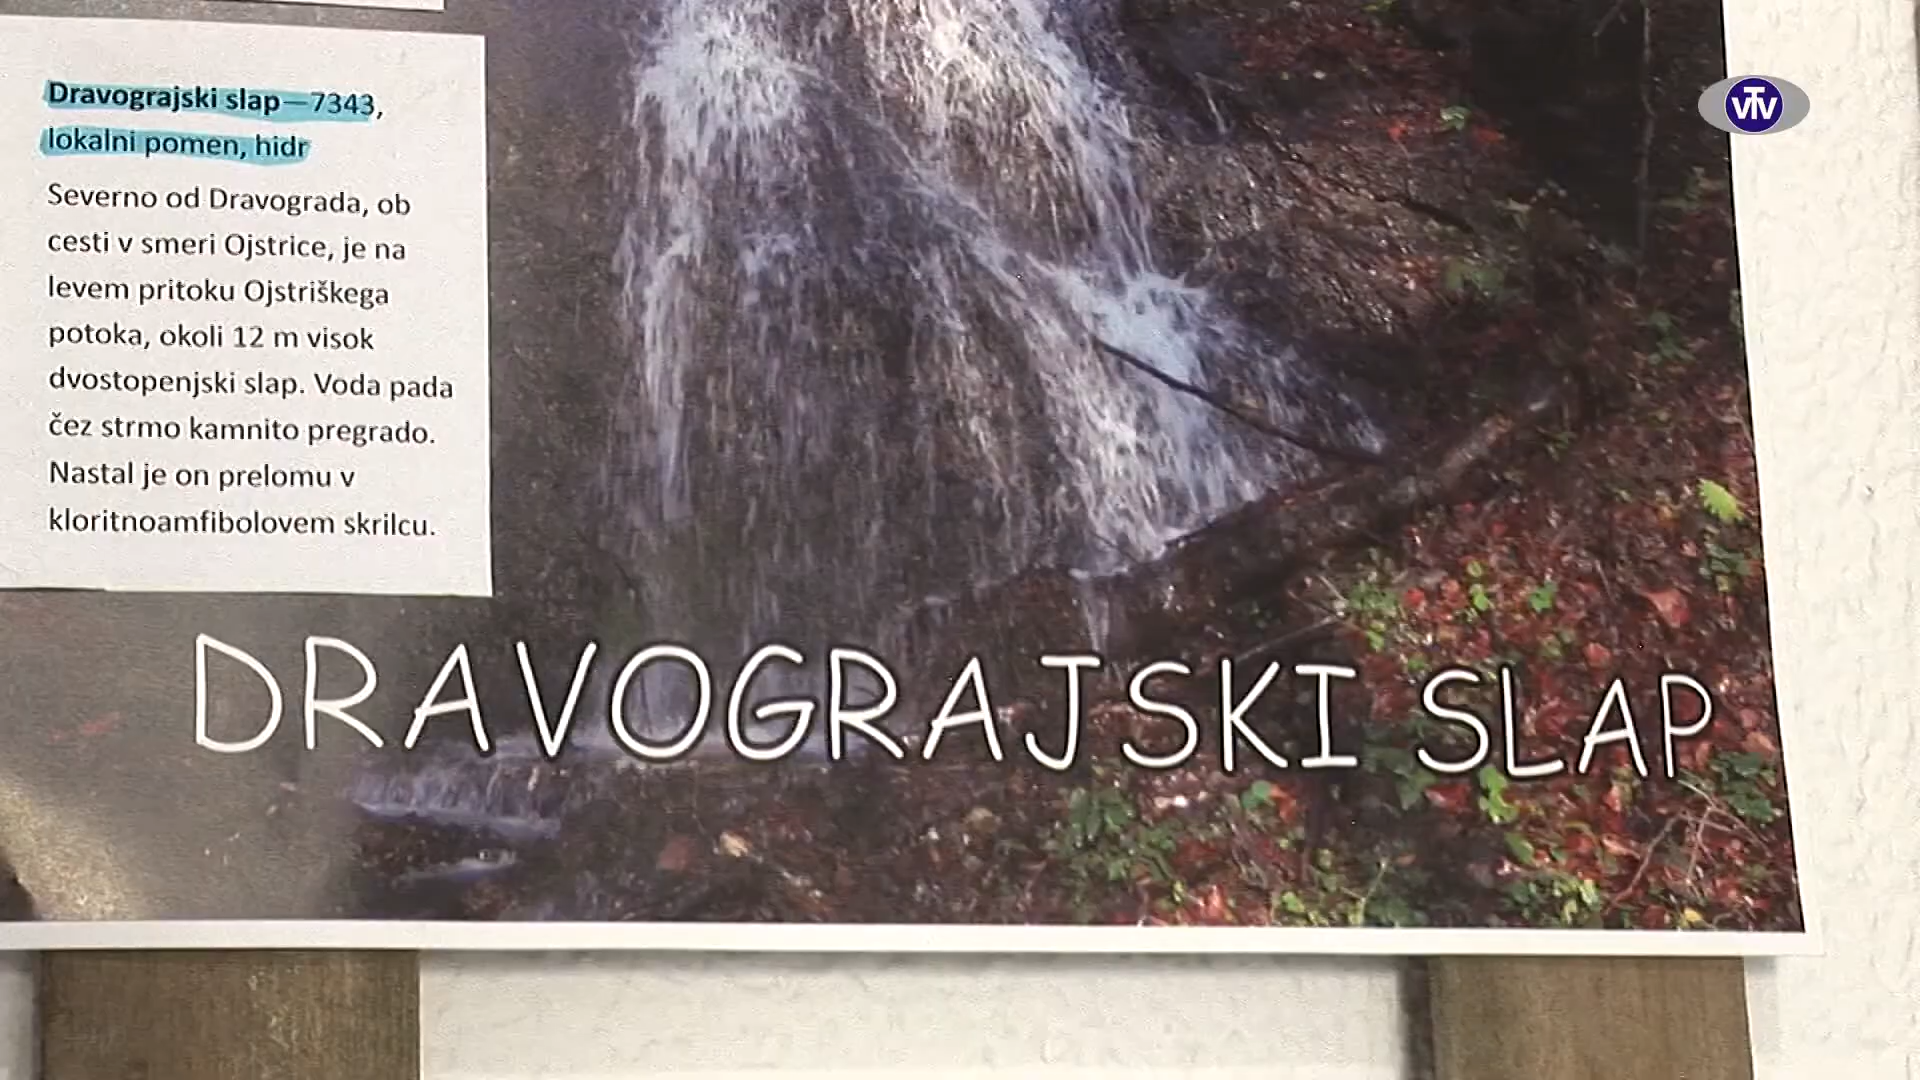 Dravograjski slap—7343,
lokalni pomen, hidr
Severno od Dravograda, ob
cesti v smeri Ojstrice, je na
levem pritoku Ojstriškega
potoka, okoli 12 m visok
dvostopenjski slap. Voda pada
čez strmo kamnito pregrado.
Nastal je on prelomu v
kloritnoamfibolovem skrilcu.
DRAVOGRAJSKI SLAP
VTV